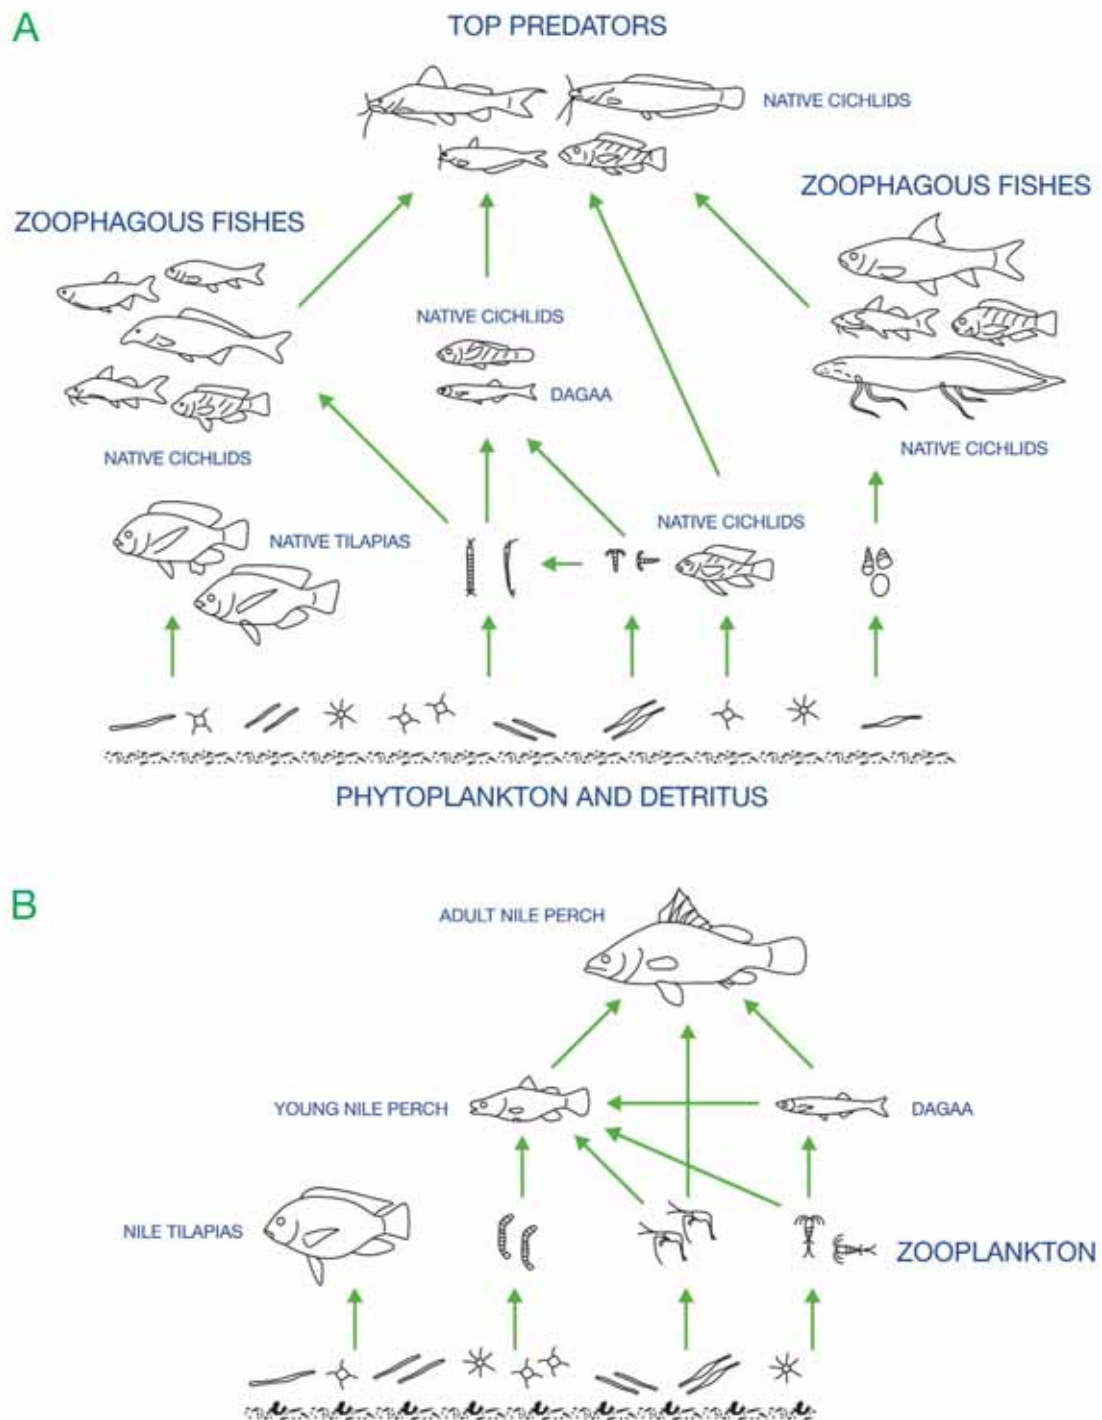 A
TOP PREDATORS
NATIVE CICHLIDS
ZOOPHAGOUS FISHES
ZOOPHAGOUS FISHES
NATIVE CICHLIDS
DAGAA
NATIVE CICHLIDS
NATIVE CICHLIDS
NATIVE TILAPIAS
NATIVE CICHLIDS
PHYTOPLANKTON AND DETRITUS
B
ADULT NILE PERCH
YOUNG NILE PERCH
DAGAA
NILE TILAPIAS
ZOOPLANKTON